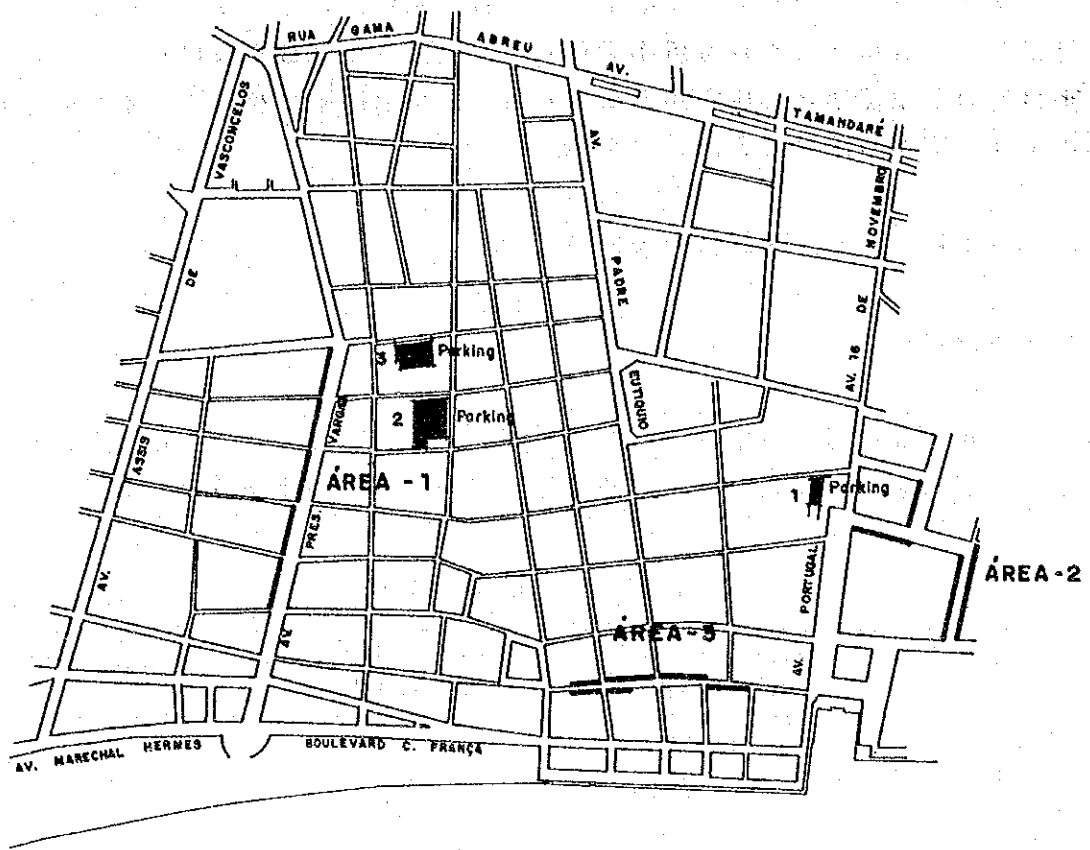 RUA GAMA ABREU
AV. TAMANDARÉ
AV. ASSIS DE VASCONCELOS
AV. PADRE EUTIQUIO
AV. 16 DE NOVEMBRO
3 Parking
2 Parking
AV. PRES. VARGAS
ÁREA - 1
1 Parking
AV. PORTUGAL
ÁREA-2
ÁREA-3
AV. MARECHAL HERMES
BOULEVARD C. FRANÇA